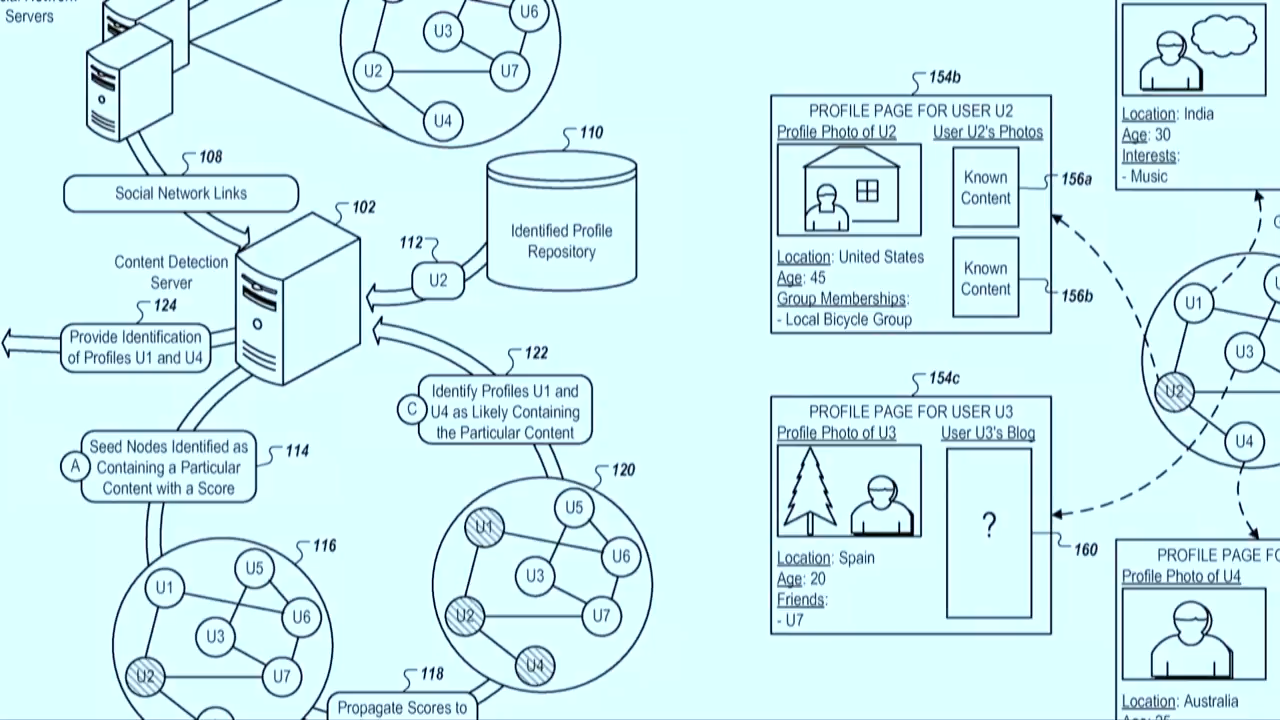 Servers
U6
U3
U2
U7
U4
108
Social Network Links
110
Identified Profile
Repository
102
112
U2
Content Detection
Server
124
Provide Identification
of Profiles U1 and U4
122
C
Identify Profiles U1 and
U4 as Likely Containing
the Particular Content
A
Seed Nodes Identified as
Containing a Particular
Content with a Score
114
116
U5
U1
U6
U3
U2
U7
120
U5
U1
U6
U3
U2
U7
U4
118
Propagate Scores to
154b
PROFILE PAGE FOR USER U2
Profile Photo of U2
User U2's Photos
Known
Content
156a
Known
Content
156b
Location: United States
Age: 45
Group Memberships:
- Local Bicycle Group
154c
PROFILE PAGE FOR USER U3
Profile Photo of U3
User U3's Blog
?
160
Location: Spain
Age: 20
Friends:
- U7
Location: India
Age: 30
Interests:
- Music
U1
U3
U2
U4
PROFILE PAGE
Profile Photo of U4
Location: Australia